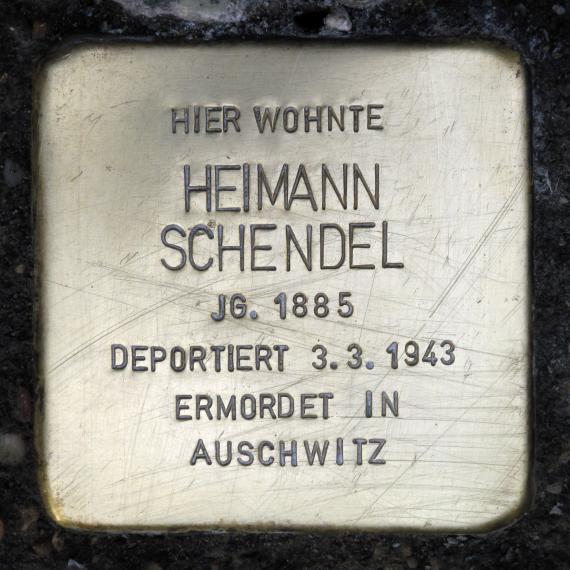 HIER WOHNTE
HEIMANN
SCHENDEL
JG. 1885
DEPORTIERT 3.3.1943
ERMORDET IN
AUSCHWITZ